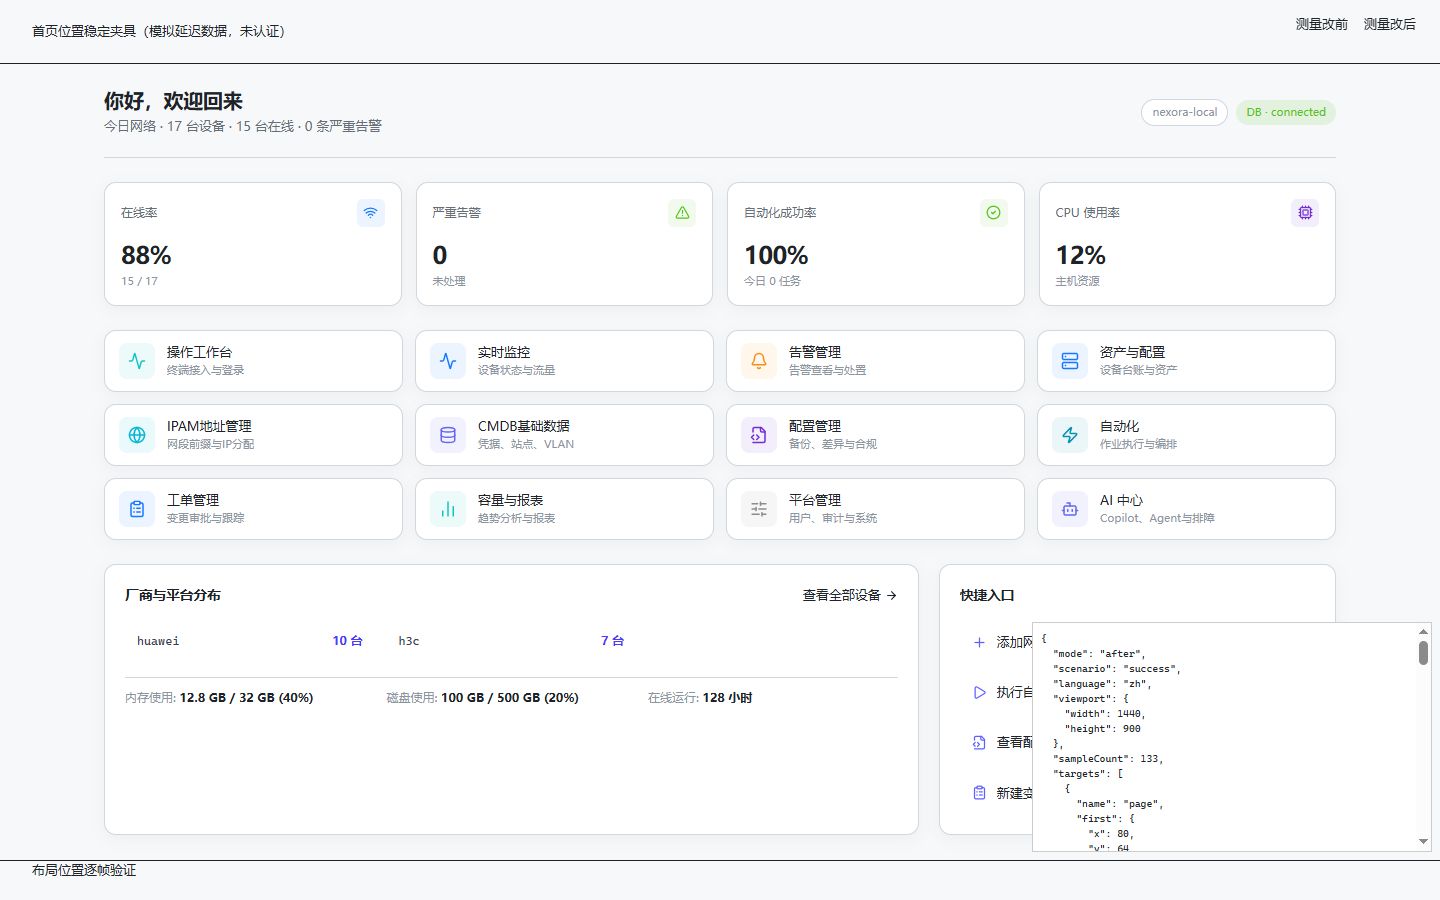 首页位置稳定夹具（模拟延迟数据，未认证）
测量改前 测量改后
你好，欢迎回来
今日网络 · 17 台设备 · 15 台在线 · 0 条严重告警
nexora-local
DB · connected
在线率
88%
15 / 17
严重告警
0
未处理
自动化成功率
100%
今日 0 任务
CPU 使用率
12%
主机资源
操作工作台
终端接入与登录
实时监控
设备状态与流量
告警管理
告警查看与处置
资产与配置
设备台账与资产
IPAM地址管理
网段前缀与IP分配
CMDB基础数据
凭据、站点、VLAN
配置管理
备份、差异与合规
自动化
作业执行与编排
工单管理
变更审批与跟踪
容量与报表
趋势分析与报表
平台管理
用户、审计与系统
AI 中心
Copilot、Agent与排障
厂商与平台分布
查看全部设备 →
huawei 10 台 h3c 7 台
内存使用: 12.8 GB / 32 GB (40%) 磁盘使用: 100 GB / 500 GB (20%) 在线运行: 128 小时
快捷入口
添加网
执行自
查看配
新建变
{
"mode": "after",
"scenario": "success",
"language": "zh",
"viewport": {
"width": 1440,
"height": 900
},
"sampleCount": 133,
"targets": [
{
"name": "page",
"first": {
"x": 80,
"y": 64,
布局位置逐帧验证